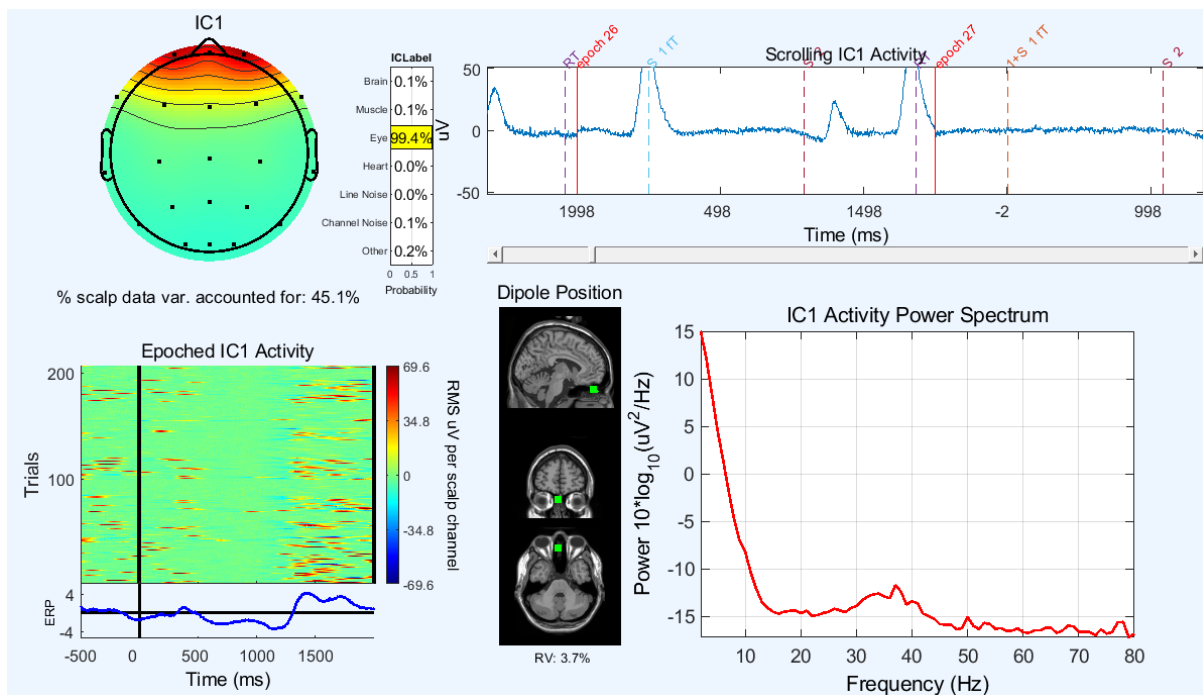 IC1
ICLabel
Brain
0.1%
Muscle
0.1%
Eye
99.4%
Heart
0.0%
Line Noise
0.0%
Channel Noise
0.1%
Other
0.2%
0 0.5 1
Probability
% scalp data var. accounted for: 45.1%
Scrolling IC1 Activity
RT
epoch 26
S 1 fT
epoch 27
1+S 1 fT
S 2
50
0
-50
uV
1998 498 1498 -2 998
Time (ms)
Epoched IC1 Activity
200
100
Trials
69.6
34.8
0
-34.8
-69.6
RMS uV per scalp channel
4
-4
ERP
-500 0 500 1000 1500
Time (ms)
Dipole Position
RV: 3.7%
IC1 Activity Power Spectrum
15
10
5
0
-5
-10
-15
Power 10*log10(uV2/Hz)
10 20 30 40 50 60 70 80
Frequency (Hz)